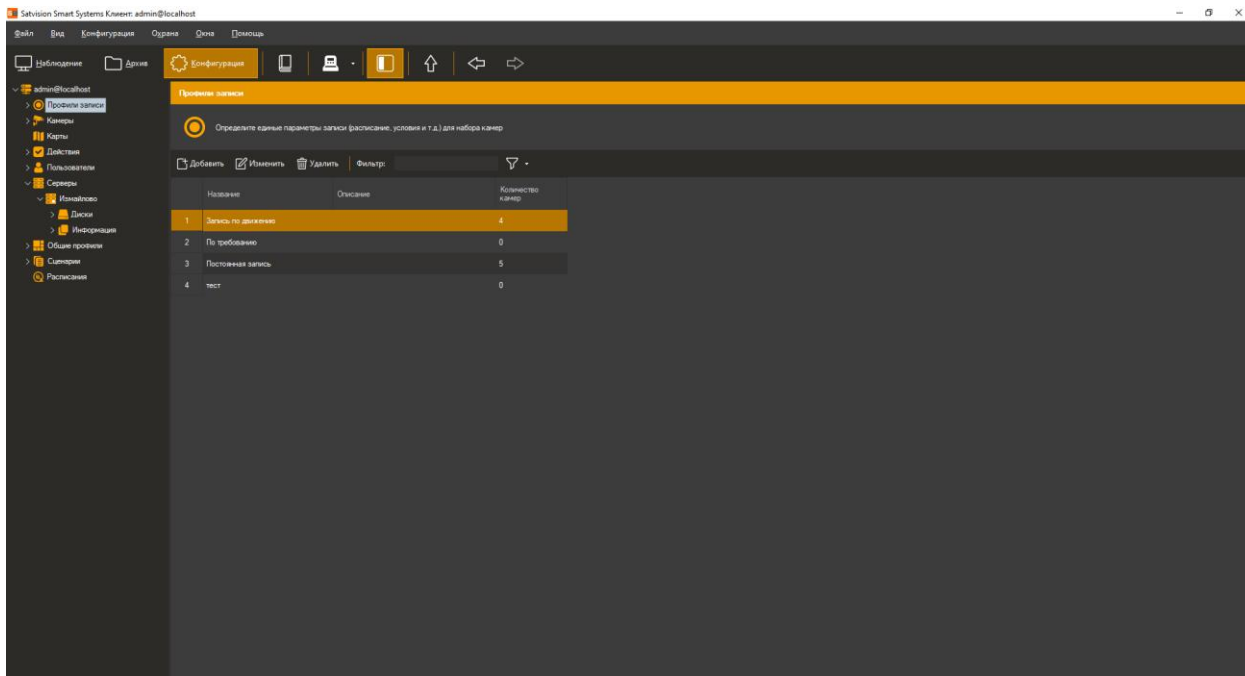 Satvision Smart Systems Клиент: admin@localhost
Файл Вид Конфигурация Охрана Окна Помощь
Наблюдение Архив Конфигурация
admin@localhost
Профили записи
Камеры
Карты
Действия
Пользователи
Серверы
Измайлово
Диски
Информация
Общие профили
Сценарии
Расписания
Профили записи
Определите единые параметры записи (расписание, условия и т.д.) для набора камер
Добавить Изменить Удалить Фильтр:
Название Описание Количество
камер
1 Запись по движению 4
2 По требованию 0
3 Постоянная запись 5
4 тест 0